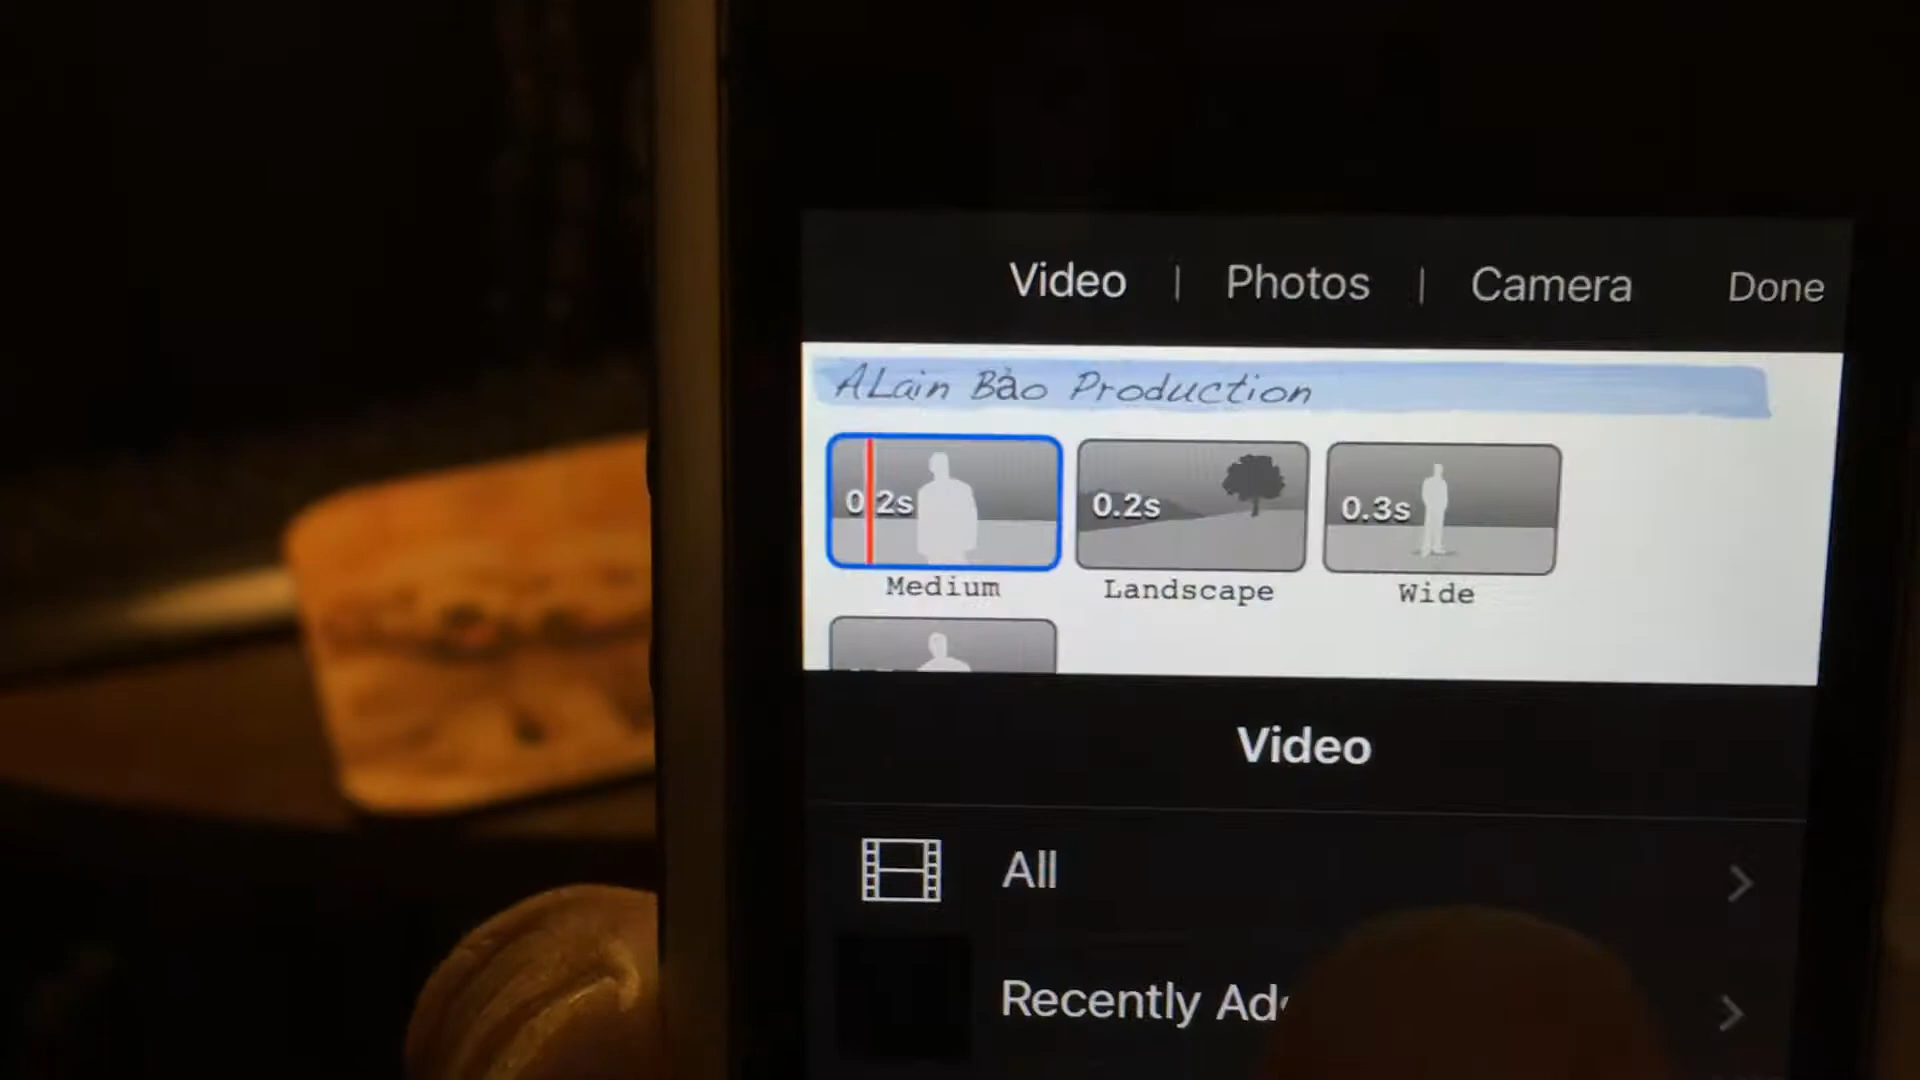 Video | Photos | Camera Done
ALain Bảo Production
0.2s 0.2s 0.3s
Medium Landscape Wide
Video
All
Recently